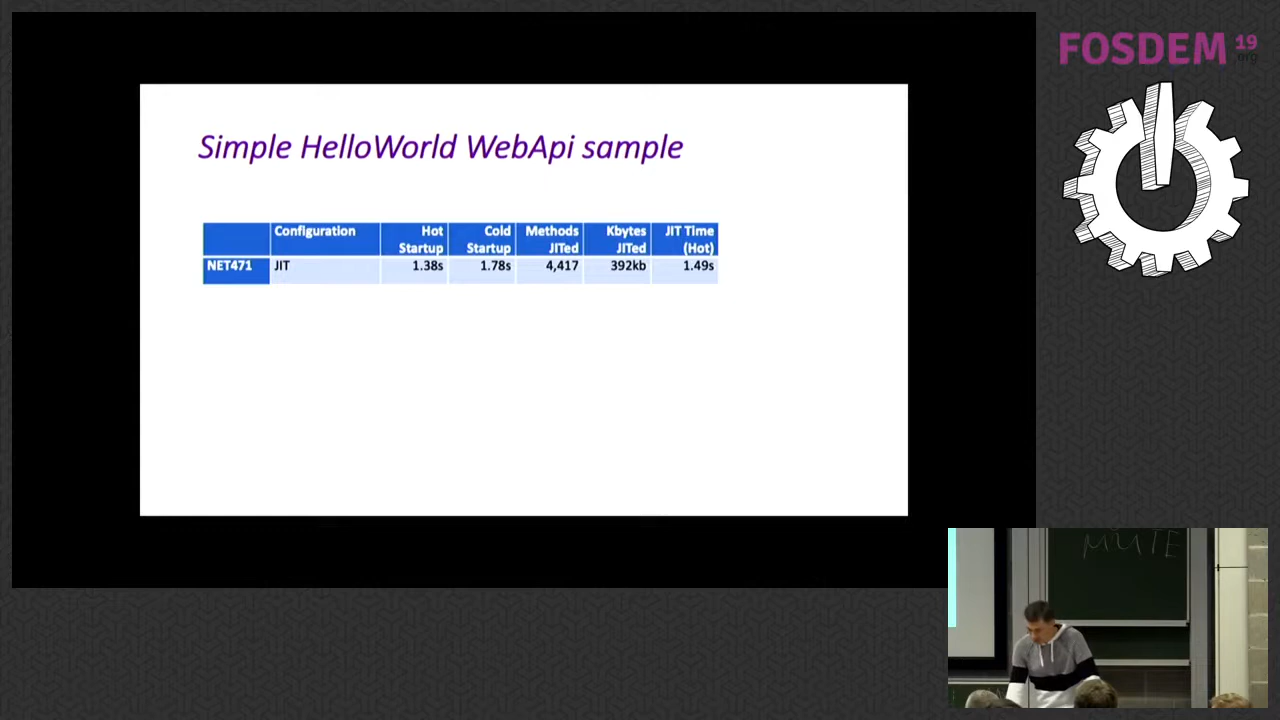 FOSDEM 19
.org
Simple HelloWorld WebApi sample
Configuration Hot Startup Cold Startup Methods JITed Kbytes JITed JIT Time (Hot)
NET471 JIT 1.38s 1.78s 4,417 392kb 1.49s
MUTE